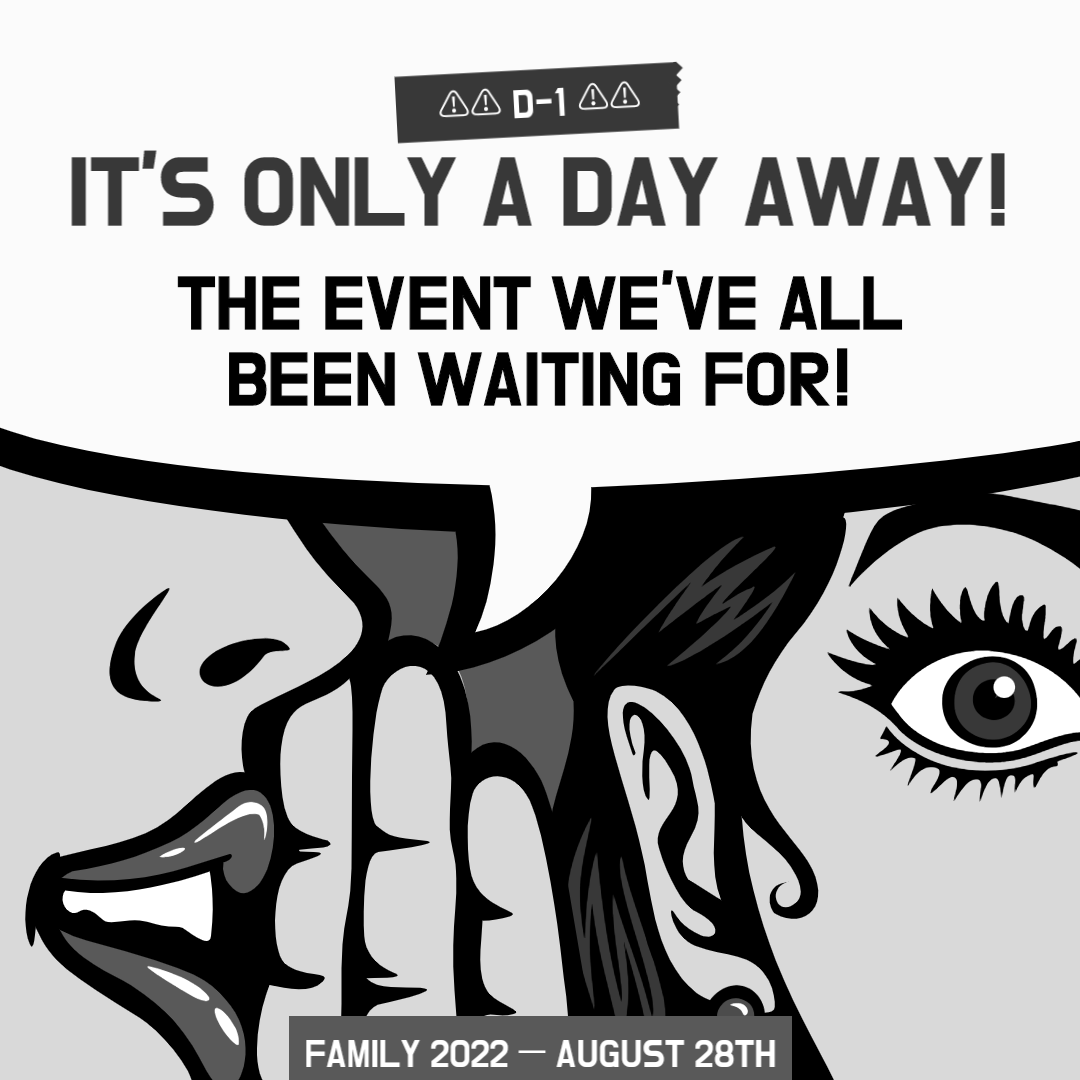 ⚠⚠ D-1 ⚠⚠
IT'S ONLY A DAY AWAY!
THE EVENT WE'VE ALL
BEEN WAITING FOR!
FAMILY 2022 — AUGUST 28TH